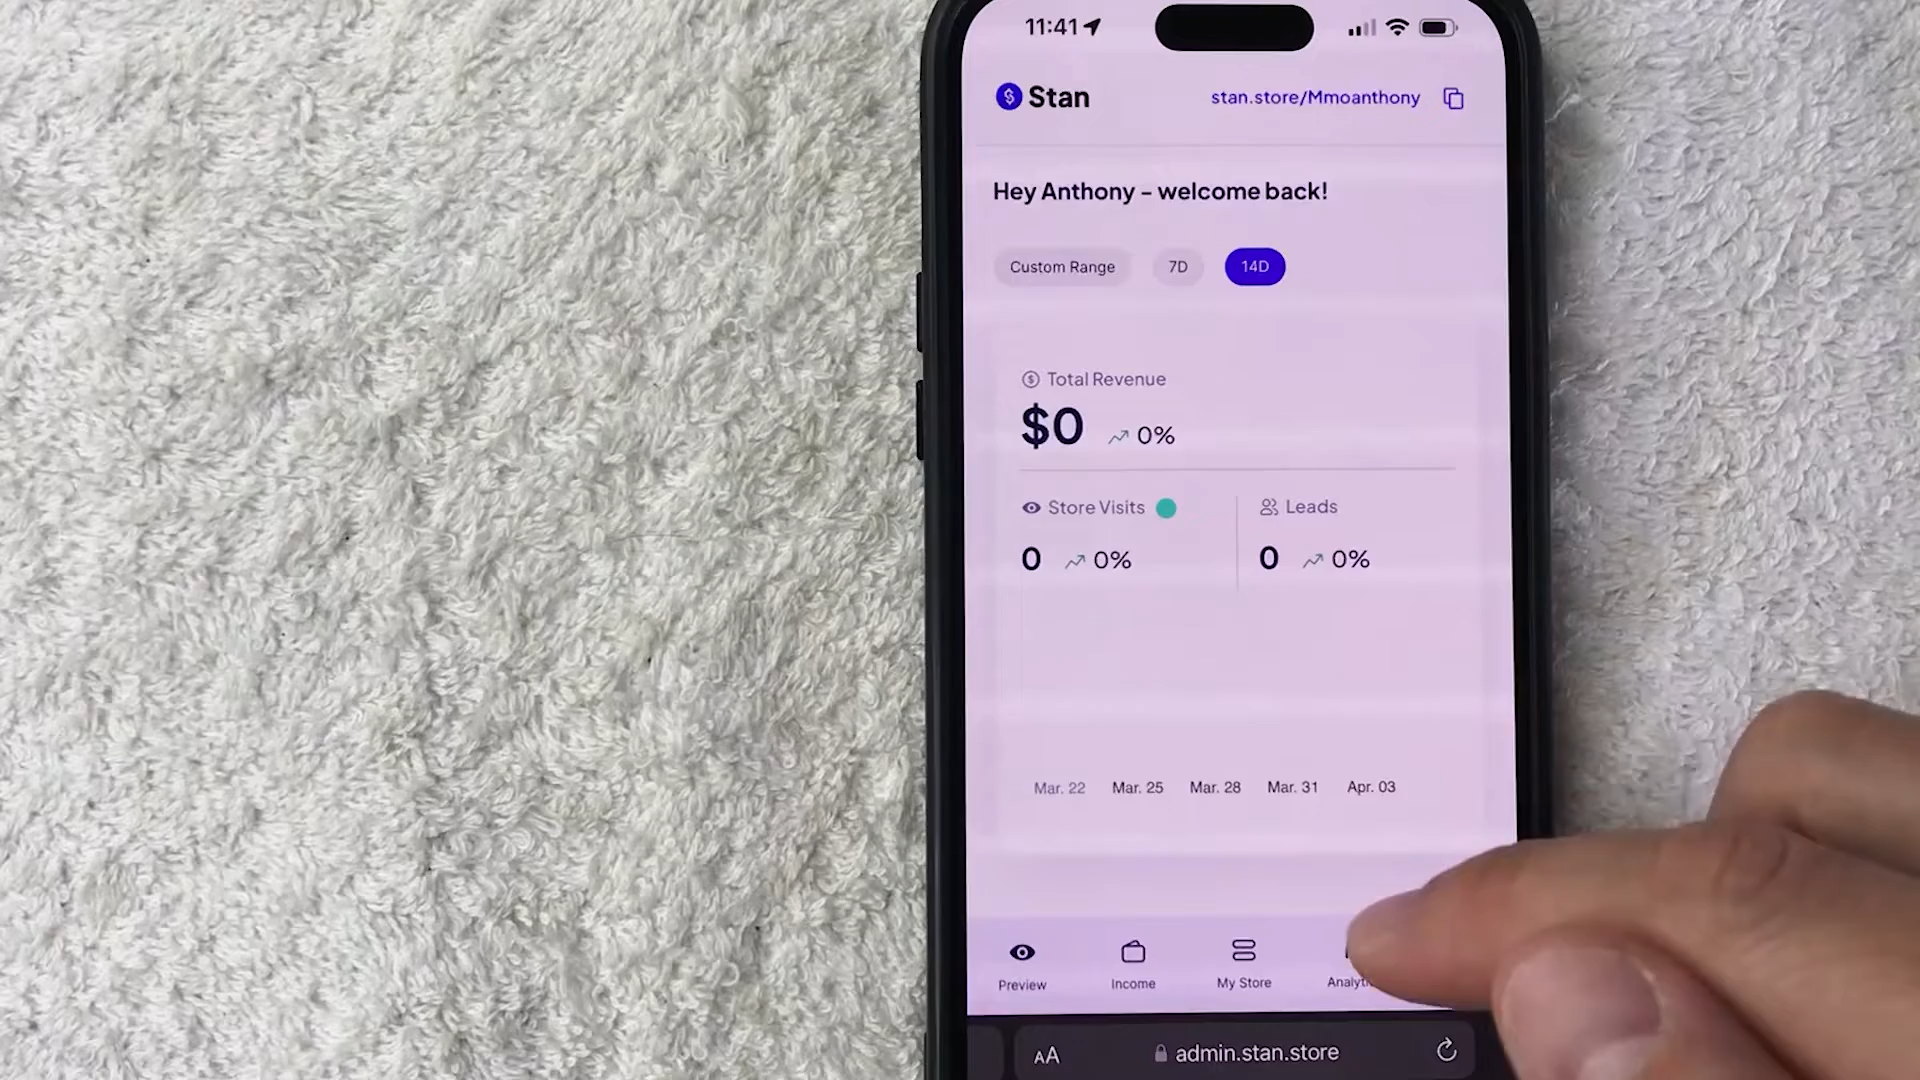 11:41
Stan
stan.store/Mmoanthony
Hey Anthony – welcome back!
Custom Range 7D 14D
Total Revenue
$0 0%
Store Visits Leads
0 0% 0 0%
Mar. 22 Mar. 25 Mar. 28 Mar. 31 Apr. 03
Preview Income My Store
AA admin.stan.store